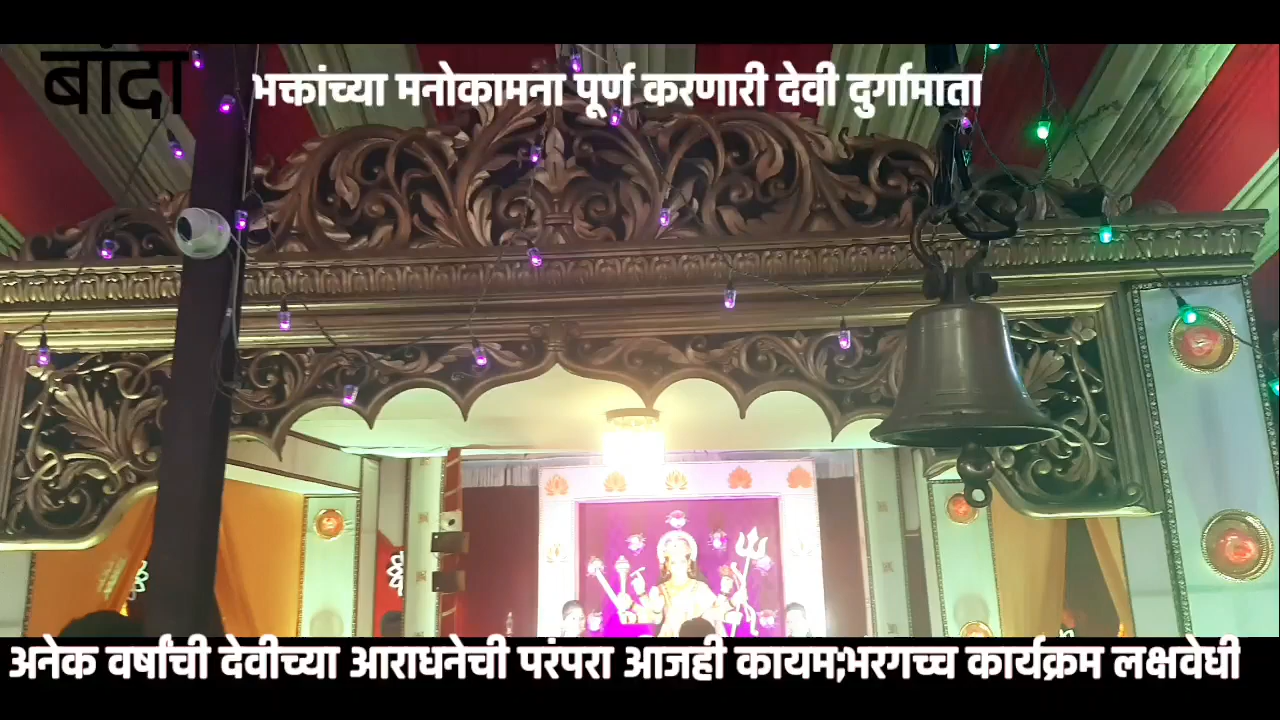 बांदा
भक्तांच्या मनोकामना पूर्ण करणारी देवी दुर्गामाता
अनेक वर्षांची देवीच्या आराधनेची परंपरा आजही कायम;भरगच्च कार्यक्रम लक्षवेधी